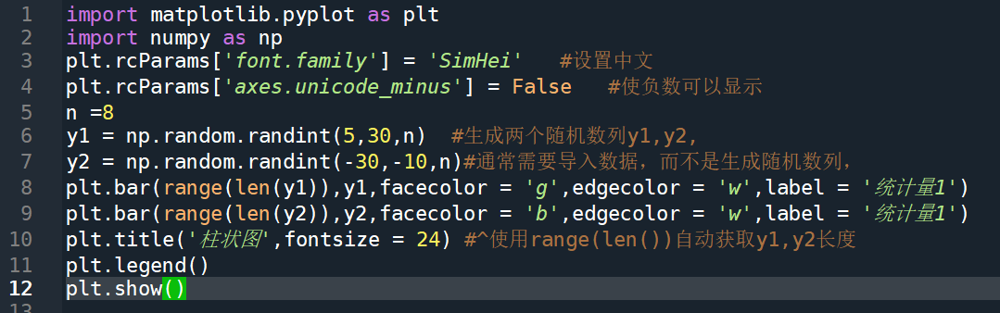 1 import matplotlib.pyplot as plt
2 import numpy as np
3 plt.rcParams['font.family'] = 'SimHei'   #设置中文
4 plt.rcParams['axes.unicode_minus'] = False   #使负数可以显示
5 n =8
6 y1 = np.random.randint(5,30,n)  #生成两个随机数列y1,y2,
7 y2 = np.random.randint(-30,-10,n)#通常需要导入数据，而不是生成随机数列,
8 plt.bar(range(len(y1)),y1,facecolor = 'g',edgecolor = 'w',label = '统计量1')
9 plt.bar(range(len(y2)),y2,facecolor = 'b',edgecolor = 'w',label = '统计量1')
10 plt.title('柱状图',fontsize = 24) #^使用range(len())自动获取y1,y2长度
11 plt.legend()
12 plt.show()
13